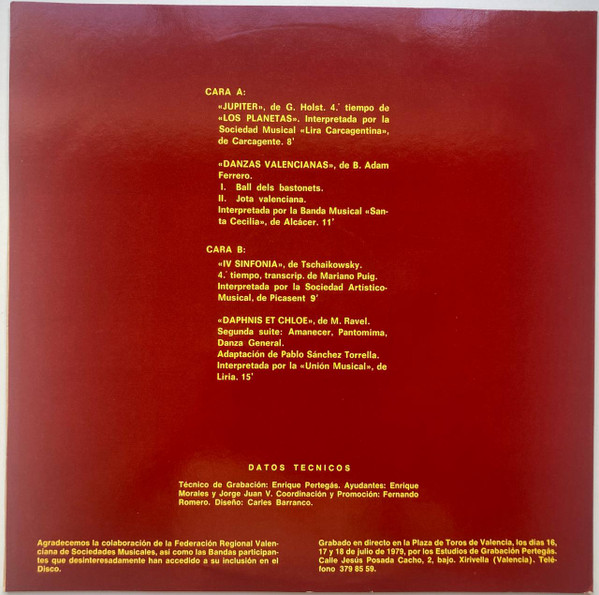 CARA A:
«JUPITER», de G. Holst. 4.º tiempo de
«LOS PLANETAS». Interpretada por la
Sociedad Musical «Lira Carcagentina»,
de Carcagente. 8'
«DANZAS VALENCIANAS», de B. Adam
Ferrero.
I. Ball dels bastonets.
II. Jota valenciana.
Interpretada por la Banda Musical «San-
ta Cecilia», de Alcácer. 11'
CARA B:
«IV SINFONIA», de Tschaikowsky.
4.º tiempo, transcrip. de Mariano Puig.
Interpretada por la Sociedad Artístico-
Musical, de Picasent 9'
«DAPHNIS ET CHLOE», de M. Ravel.
Segunda suite: Amanecer, Pantomima,
Danza General.
Adaptación de Pablo Sánchez Torrella.
Interpretada por la «Unión Musical», de
Liria. 15'
DATOS TECNICOS
Técnico de Grabación: Enrique Pertegás. Ayudantes: Enrique
Morales y Jorge Juan V. Coordinación y Promoción: Fernando
Romero. Diseño: Carles Barranco.
Agradecemos la colaboración de la Federación Regional Valen-
ciana de Sociedades Musicales, así como las Bandas participan-
tes que desinteresadamente han accedido a su inclusión en el
Disco.
Grabado en directo en la Plaza de Toros de Valencia, los días 16,
17 y 18 de julio de 1979, por los Estudios de Grabación Pertegás.
Calle Jesús Posada Cacho, 2, bajo. Xirivella (Valencia). Telé-
fono 379 85 59.